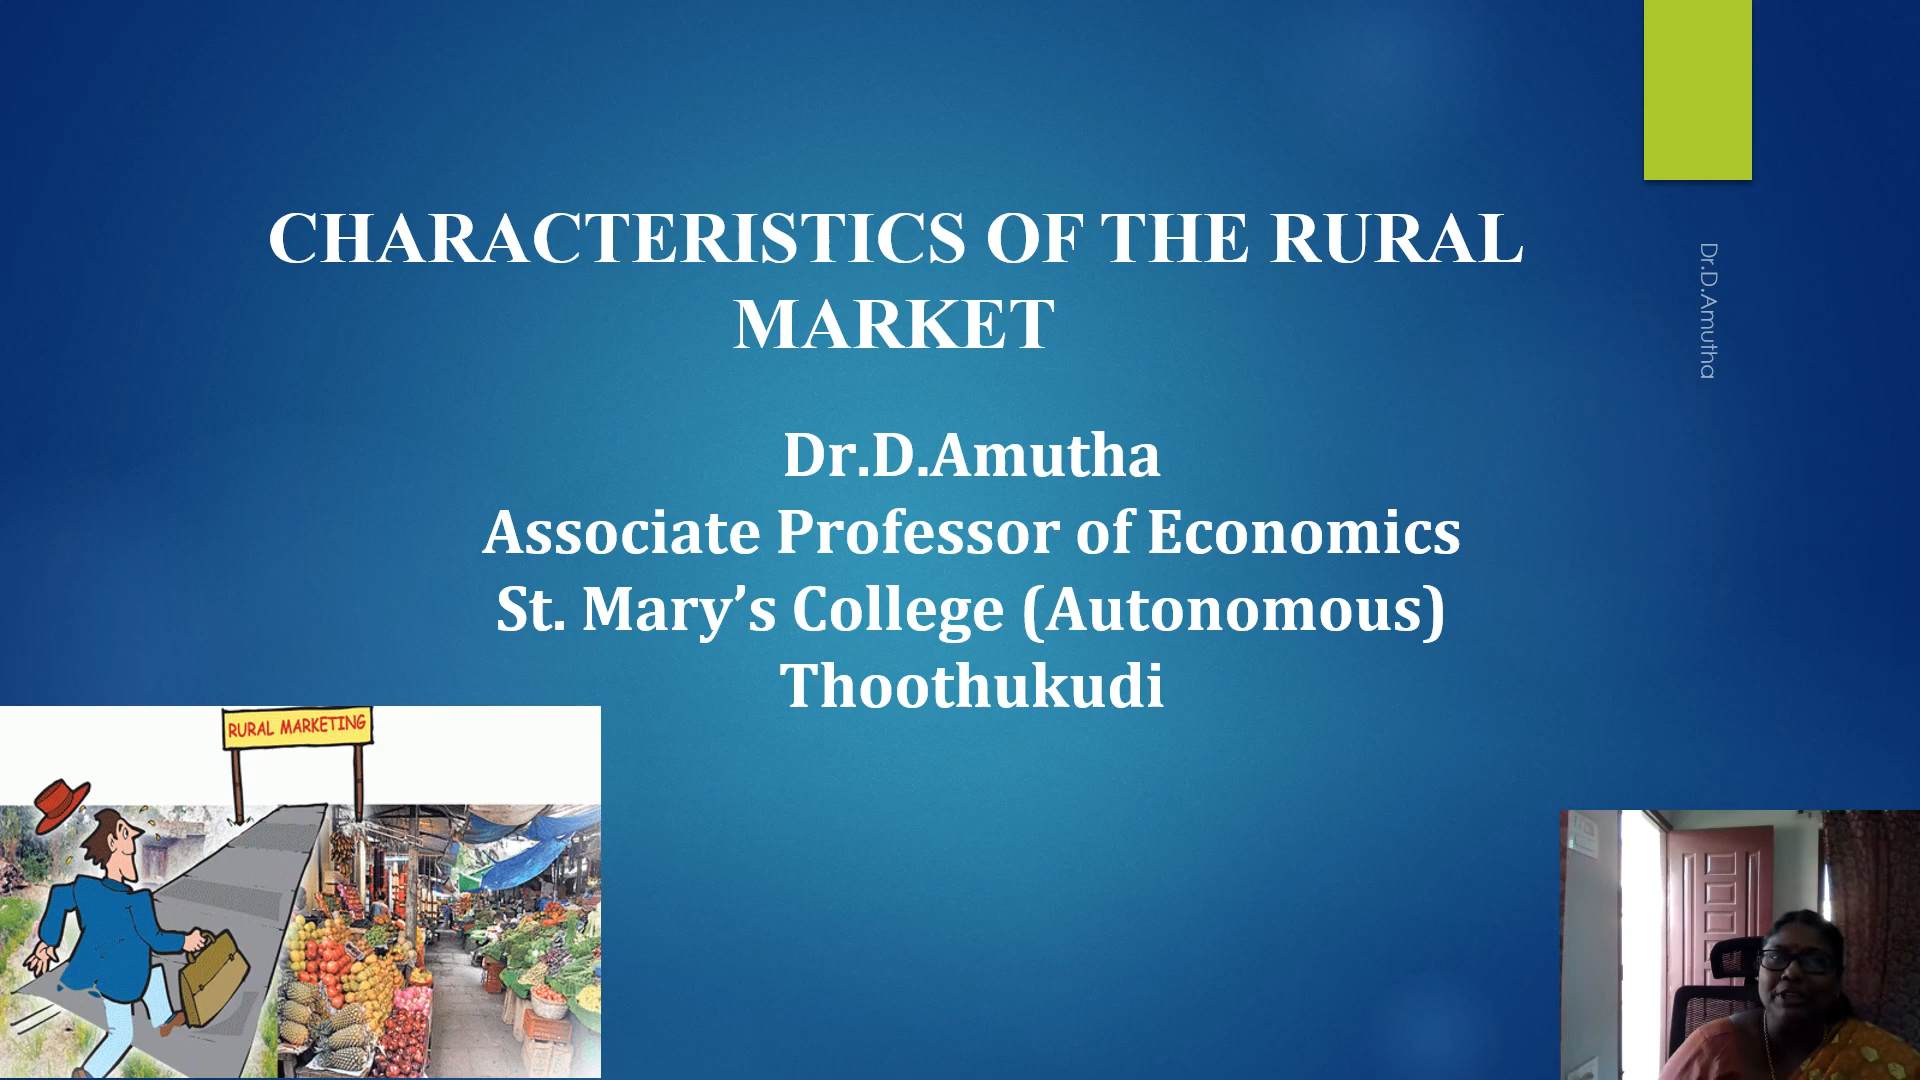 CHARACTERISTICS OF THE RURAL
MARKET
Dr.D.Amutha
Dr.D.Amutha
Associate Professor of Economics
St. Mary’s College (Autonomous)
Thoothukudi
RURAL MARKETING